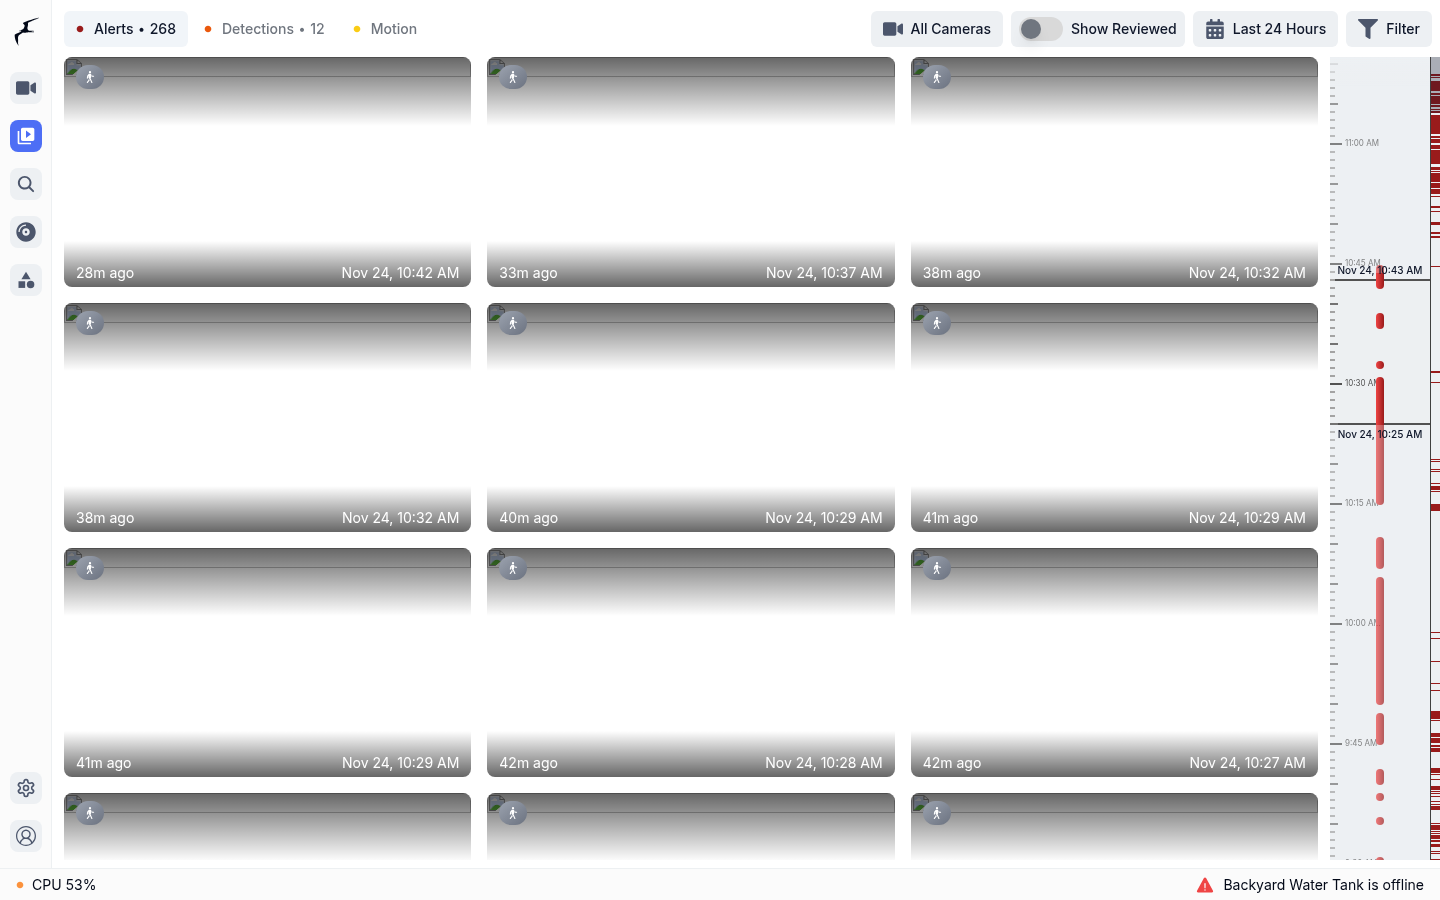 Alerts • 268
Detections • 12
Motion
All Cameras
Show Reviewed
Last 24 Hours
Filter
28m ago
Nov 24, 10:42 AM
33m ago
Nov 24, 10:37 AM
38m ago
Nov 24, 10:32 AM
38m ago
Nov 24, 10:32 AM
40m ago
Nov 24, 10:29 AM
41m ago
Nov 24, 10:29 AM
41m ago
Nov 24, 10:29 AM
42m ago
Nov 24, 10:28 AM
42m ago
Nov 24, 10:27 AM
11:00 AM
10:45 AM
Nov 24, 10:43 AM
10:30 AM
Nov 24, 10:25 AM
10:15 AM
10:00 AM
9:45 AM
CPU 53%
Backyard Water Tank is offline